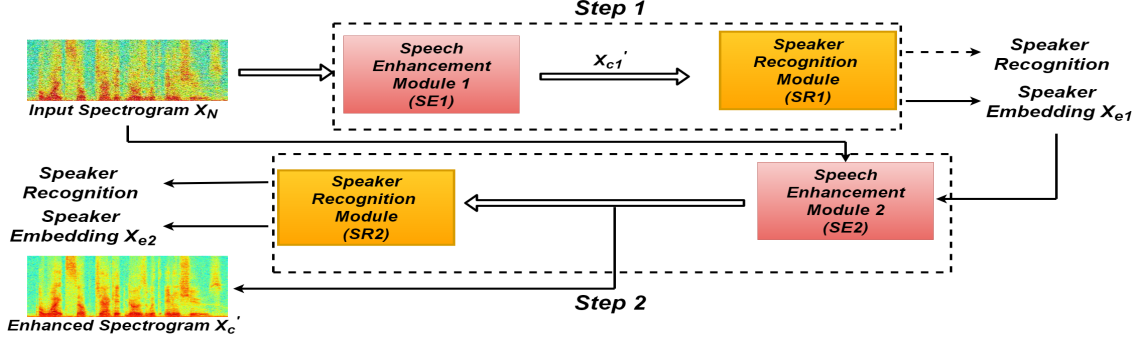 Step 1
Speech
Enhancement
Module 1
(SE1)
X_c1'
Speaker
Recognition
Module
(SR1)
Speaker
Recognition
Speaker
Embedding X_e1
Input Spectrogram X_N
Speaker
Recognition
Speaker
Embedding X_e2
Speaker
Recognition
Module
(SR2)
Speech
Enhancement
Module 2
(SE2)
Enhanced Spectrogram X_c'
Step 2